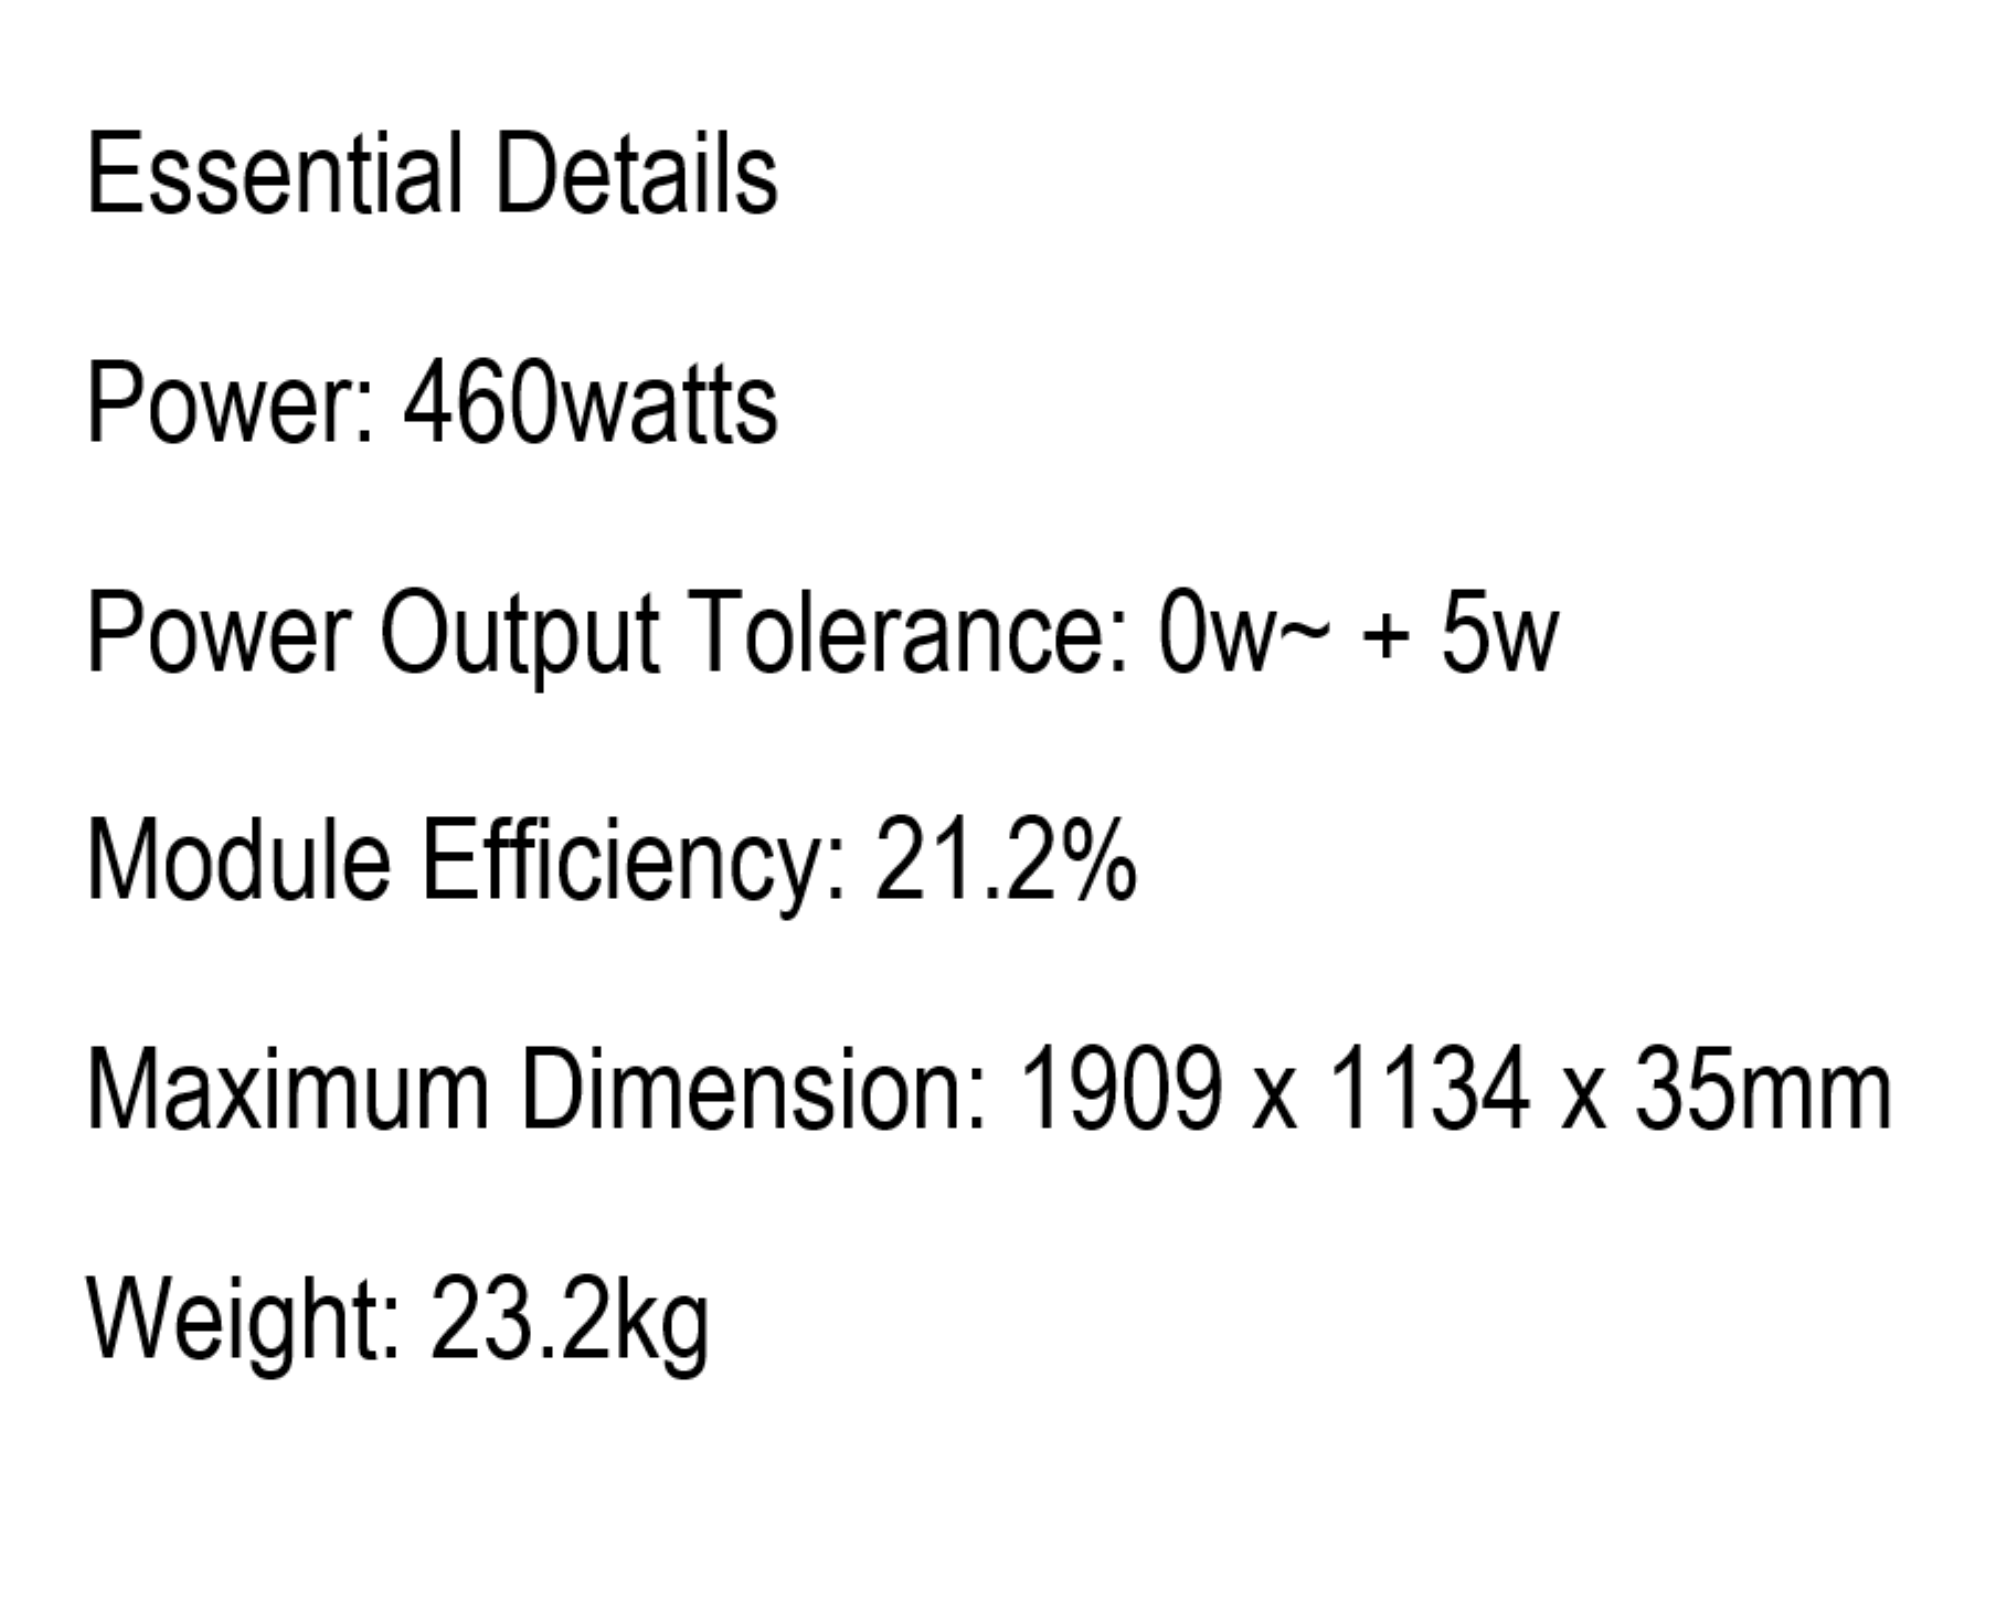 Essential Details
Power: 460watts
Power Output Tolerance: 0w~ + 5w
Module Efficiency: 21.2%
Maximum Dimension: 1909 x 1134 x 35mm
Weight: 23.2kg